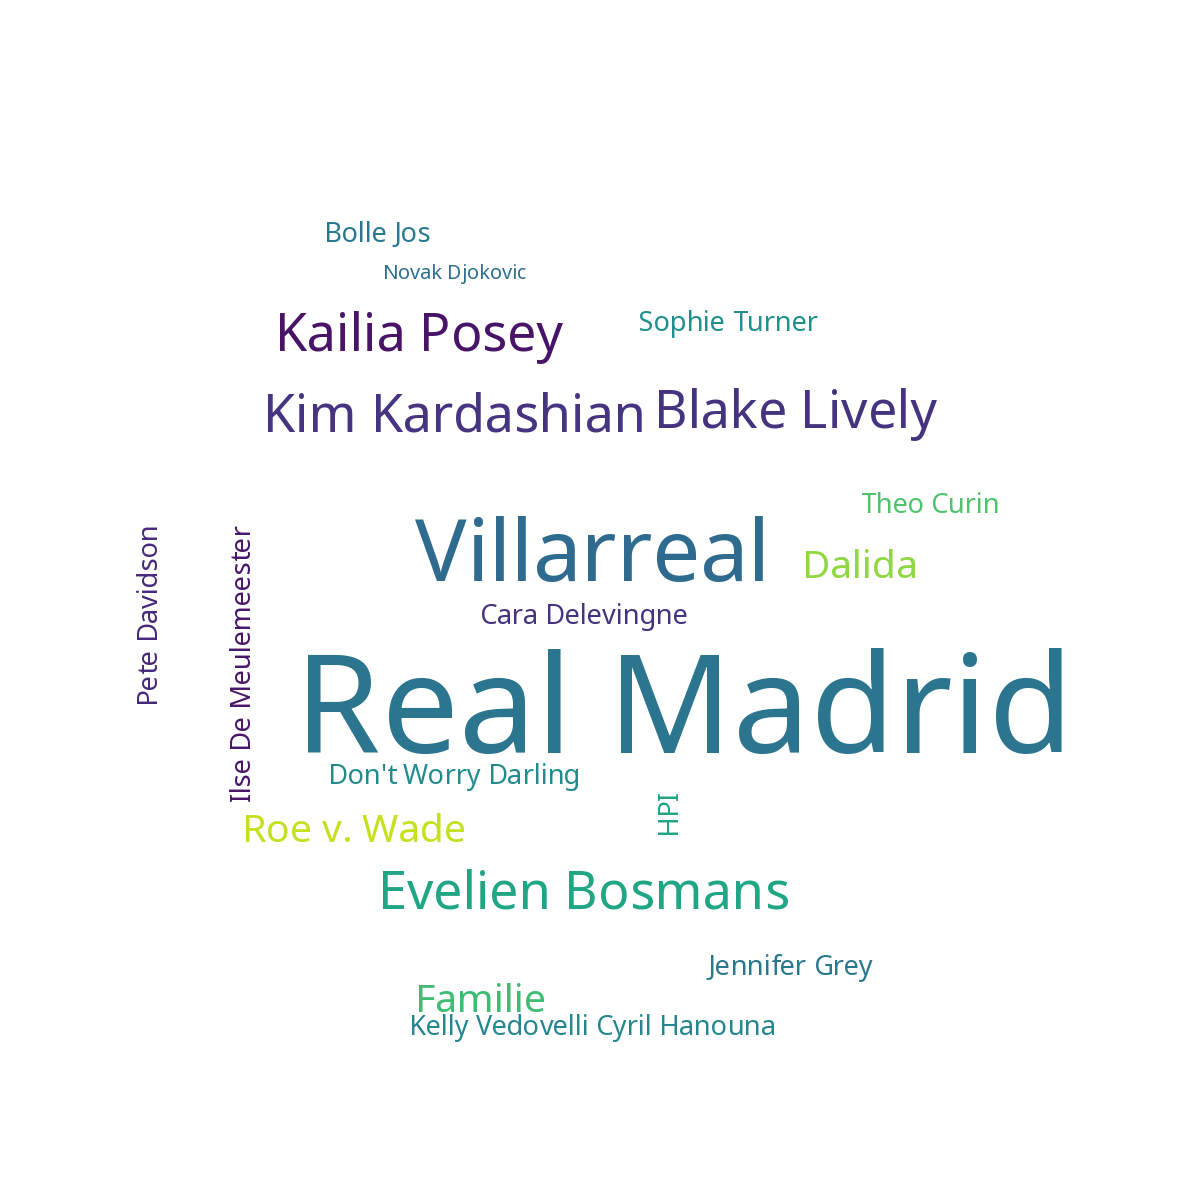 Bolle Jos
Novak Djokovic
Kailia Posey
Sophie Turner
Kim Kardashian
Blake Lively
Theo Curin
Villarreal
Dalida
Cara Delevingne
Pete Davidson
Ilse De Meulemeester
Real Madrid
Don't Worry Darling
HPI
Roe v. Wade
Evelien Bosmans
Jennifer Grey
Familie
Kelly Vedovelli Cyril Hanouna